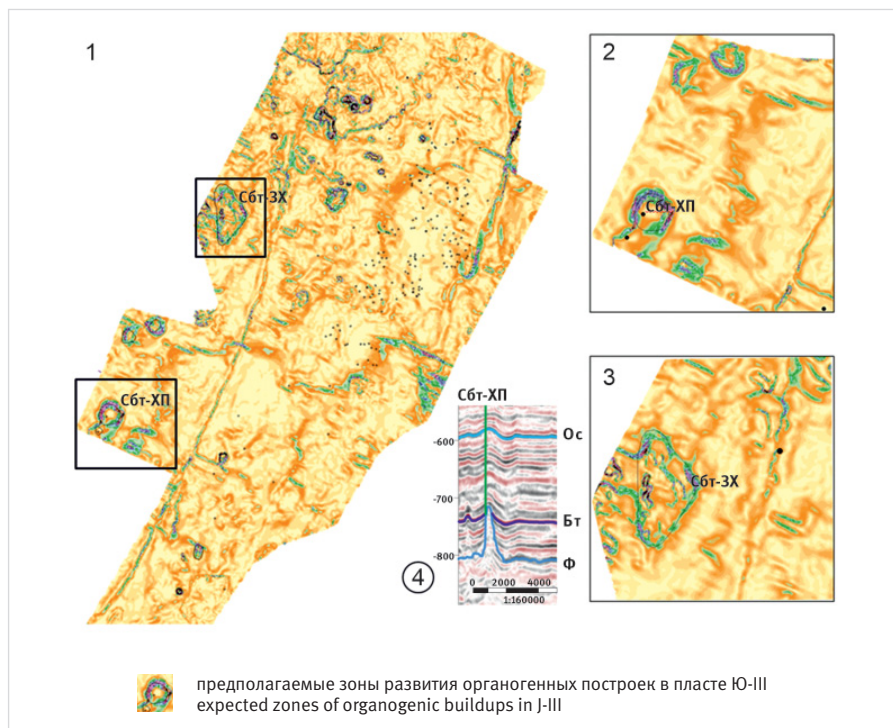 1
Сбт-ЗХ
Сбт-ХП
2
Сбт-ХП
3
Сбт-ЗХ
Сбт-ХП
-600
-700
-800
Ос
Бт
Ф
4
0 2000 4000
1:160000
предполагаемые зоны развития органогенных построек в пласте Ю-III
expected zones of organogenic buildups in J-III